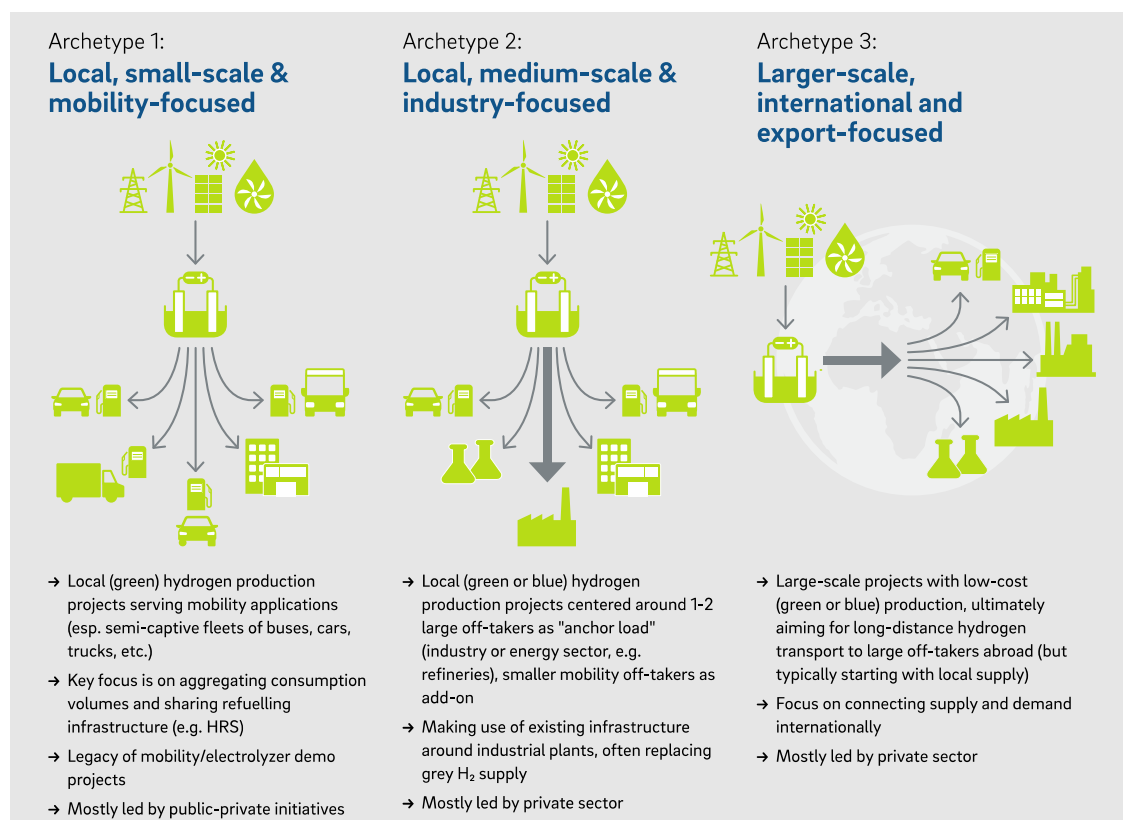 Archetype 1:
Local, small-scale &
mobility-focused
→ Local (green) hydrogen production
projects serving mobility applications
(esp. semi-captive fleets of buses, cars,
trucks, etc.)
→ Key focus is on aggregating consumption
volumes and sharing refuelling
infrastructure (e.g. HRS)
→ Legacy of mobility/electrolyzer demo
projects
→ Mostly led by public-private initiatives
Archetype 2:
Local, medium-scale &
industry-focused
→ Local (green or blue) hydrogen
production projects centered around 1-2
large off-takers as "anchor load"
(industry or energy sector, e.g.
refineries), smaller mobility off-takers as
add-on
→ Making use of existing infrastructure
around industrial plants, often replacing
grey H₂ supply
→ Mostly led by private sector
Archetype 3:
Larger-scale,
international and
export-focused
→ Large-scale projects with low-cost
(green or blue) production, ultimately
aiming for long-distance hydrogen
transport to large off-takers abroad (but
typically starting with local supply)
→ Focus on connecting supply and demand
internationally
→ Mostly led by private sector